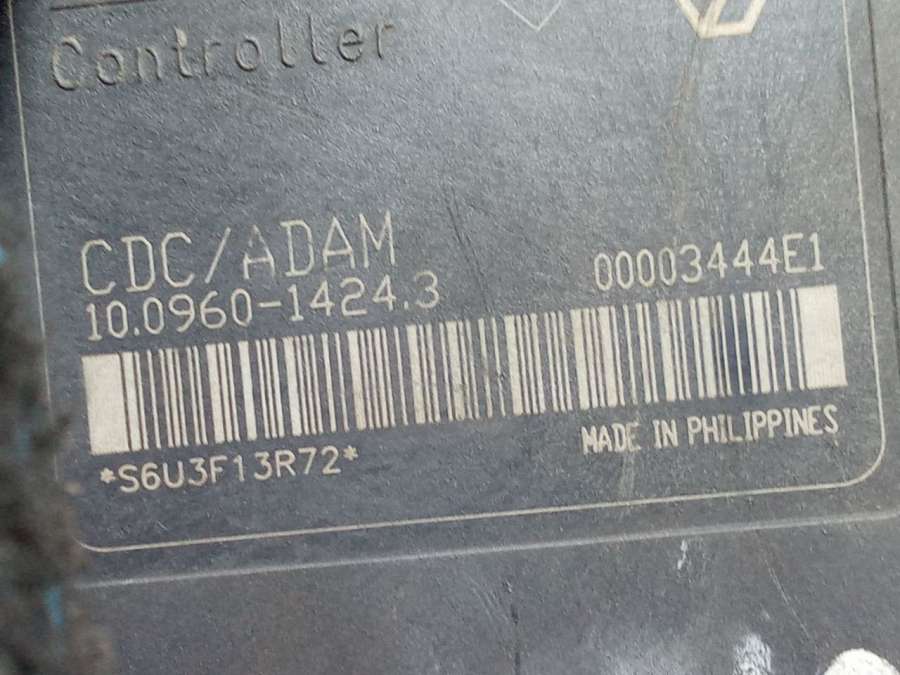 Controller
CDC/ADAM
10.0960-1424.3
00003444E1
*S6U3F13R72*
MADE IN PHILIPPINES